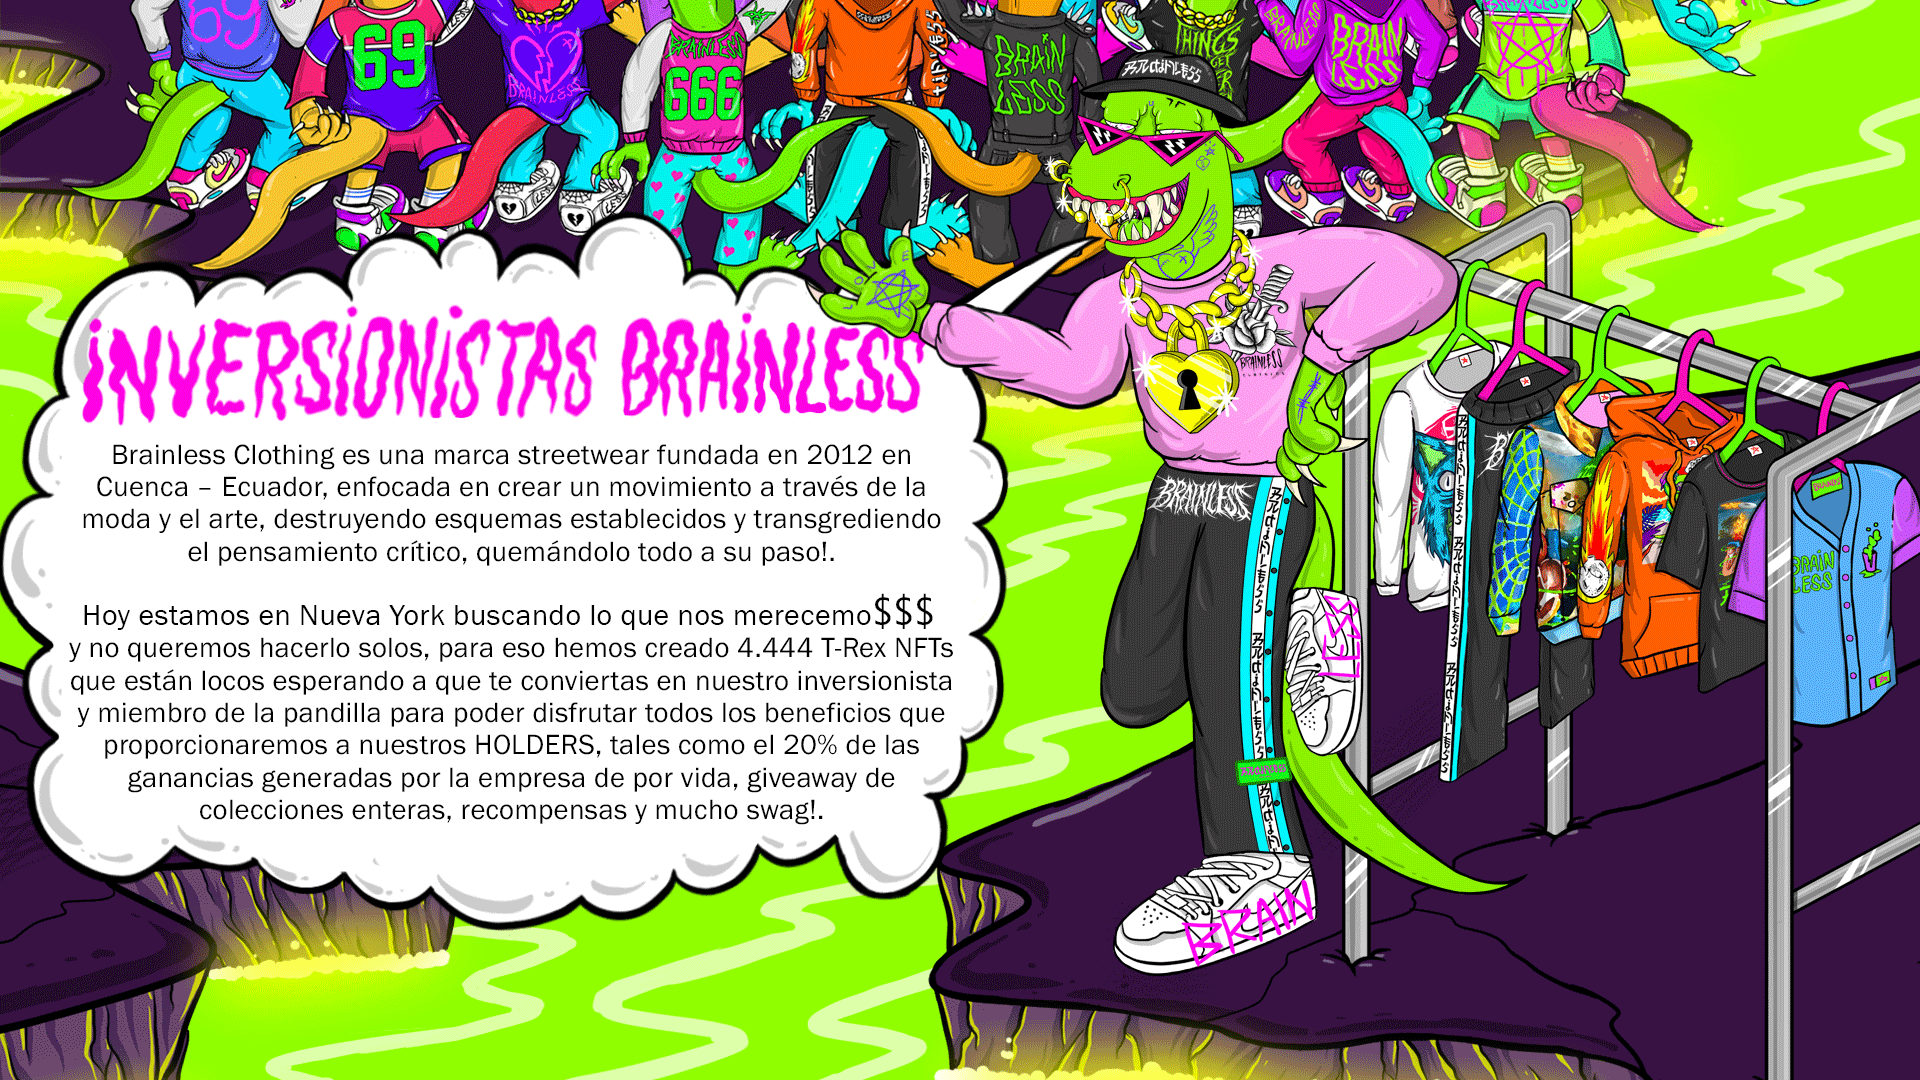 69
69
BRAINLESS
BRAINLESS
666
BRAIN
LESS
THINGS
BRAINLESS
BRAIN
LESS
iNVERSiONiSTAS BRAiNLESS
Brainless Clothing es una marca streetwear fundada en 2012 en
Cuenca – Ecuador, enfocada en crear un movimiento a través de la
moda y el arte, destruyendo esquemas establecidos y transgrediendo
el pensamiento crítico, quemándolo todo a su paso!.
Hoy estamos en Nueva York buscando lo que nos merecemo$$$
y no queremos hacerlo solos, para eso hemos creado 4.444 T-Rex NFTs
que están locos esperando a que te conviertas en nuestro inversionista
y miembro de la pandilla para poder disfrutar todos los beneficios que
proporcionaremos a nuestros HOLDERS, tales como el 20% de las
ganancias generadas por la empresa de por vida, giveaway de
colecciones enteras, recompensas y mucho swag!.
BRAINLESS
CLOTHING
BRAINLESS
LESS
BRAIN
BRAIN
LESS